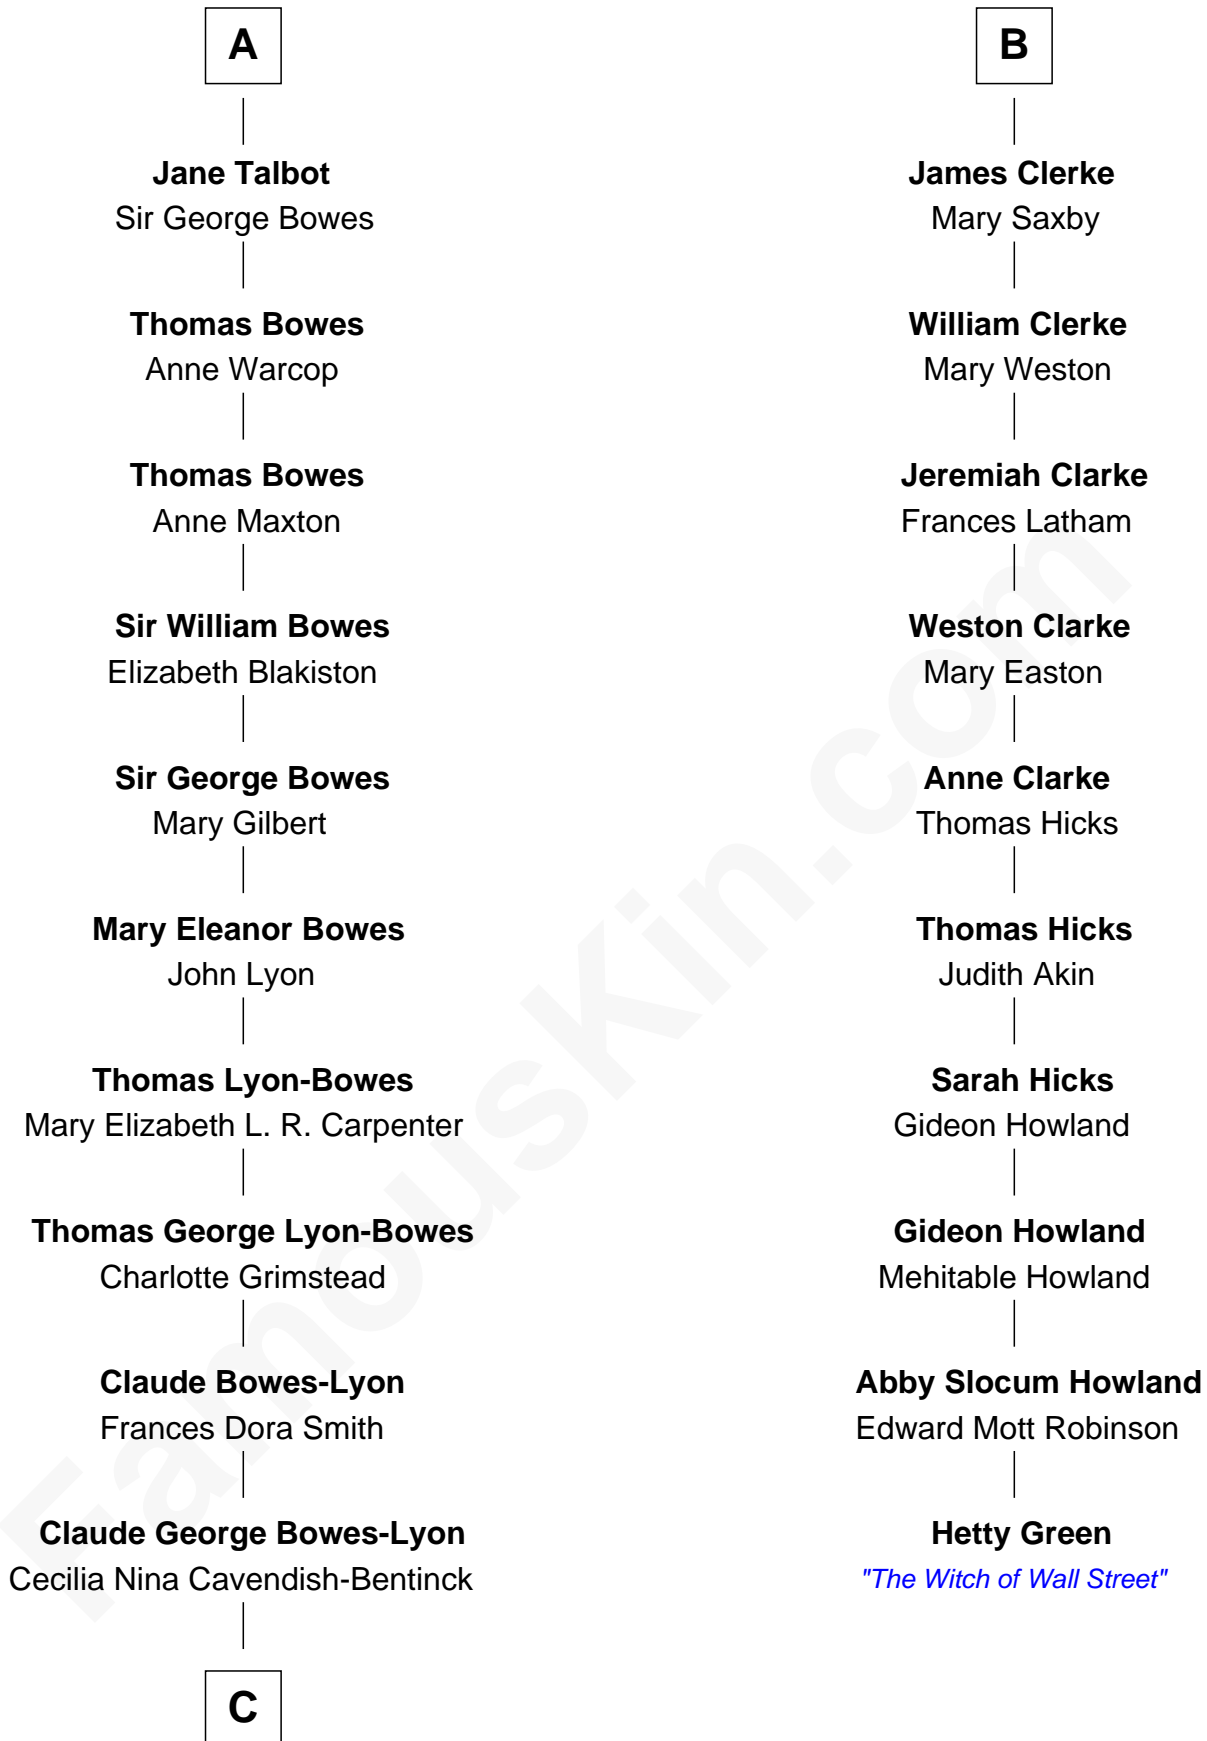 A
Jane Talbot
Sir George Bowes
Thomas Bowes
Anne Warcop
Thomas Bowes
Anne Maxton
Sir William Bowes
Elizabeth Blakiston
Sir George Bowes
Mary Gilbert
Mary Eleanor Bowes
John Lyon
Thomas Lyon-Bowes
Mary Elizabeth L. R. Carpenter
Thomas George Lyon-Bowes
Charlotte Grimstead
Claude Bowes-Lyon
Frances Dora Smith
Claude George Bowes-Lyon
Cecilia Nina Cavendish-Bentinck
C
B
James Clerke
Mary Saxby
William Clerke
Mary Weston
Jeremiah Clarke
Frances Latham
Weston Clarke
Mary Easton
Anne Clarke
Thomas Hicks
Thomas Hicks
Judith Akin
Sarah Hicks
Gideon Howland
Gideon Howland
Mehitable Howland
Abby Slocum Howland
Edward Mott Robinson
Hetty Green
"The Witch of Wall Street"
FamousKin.com